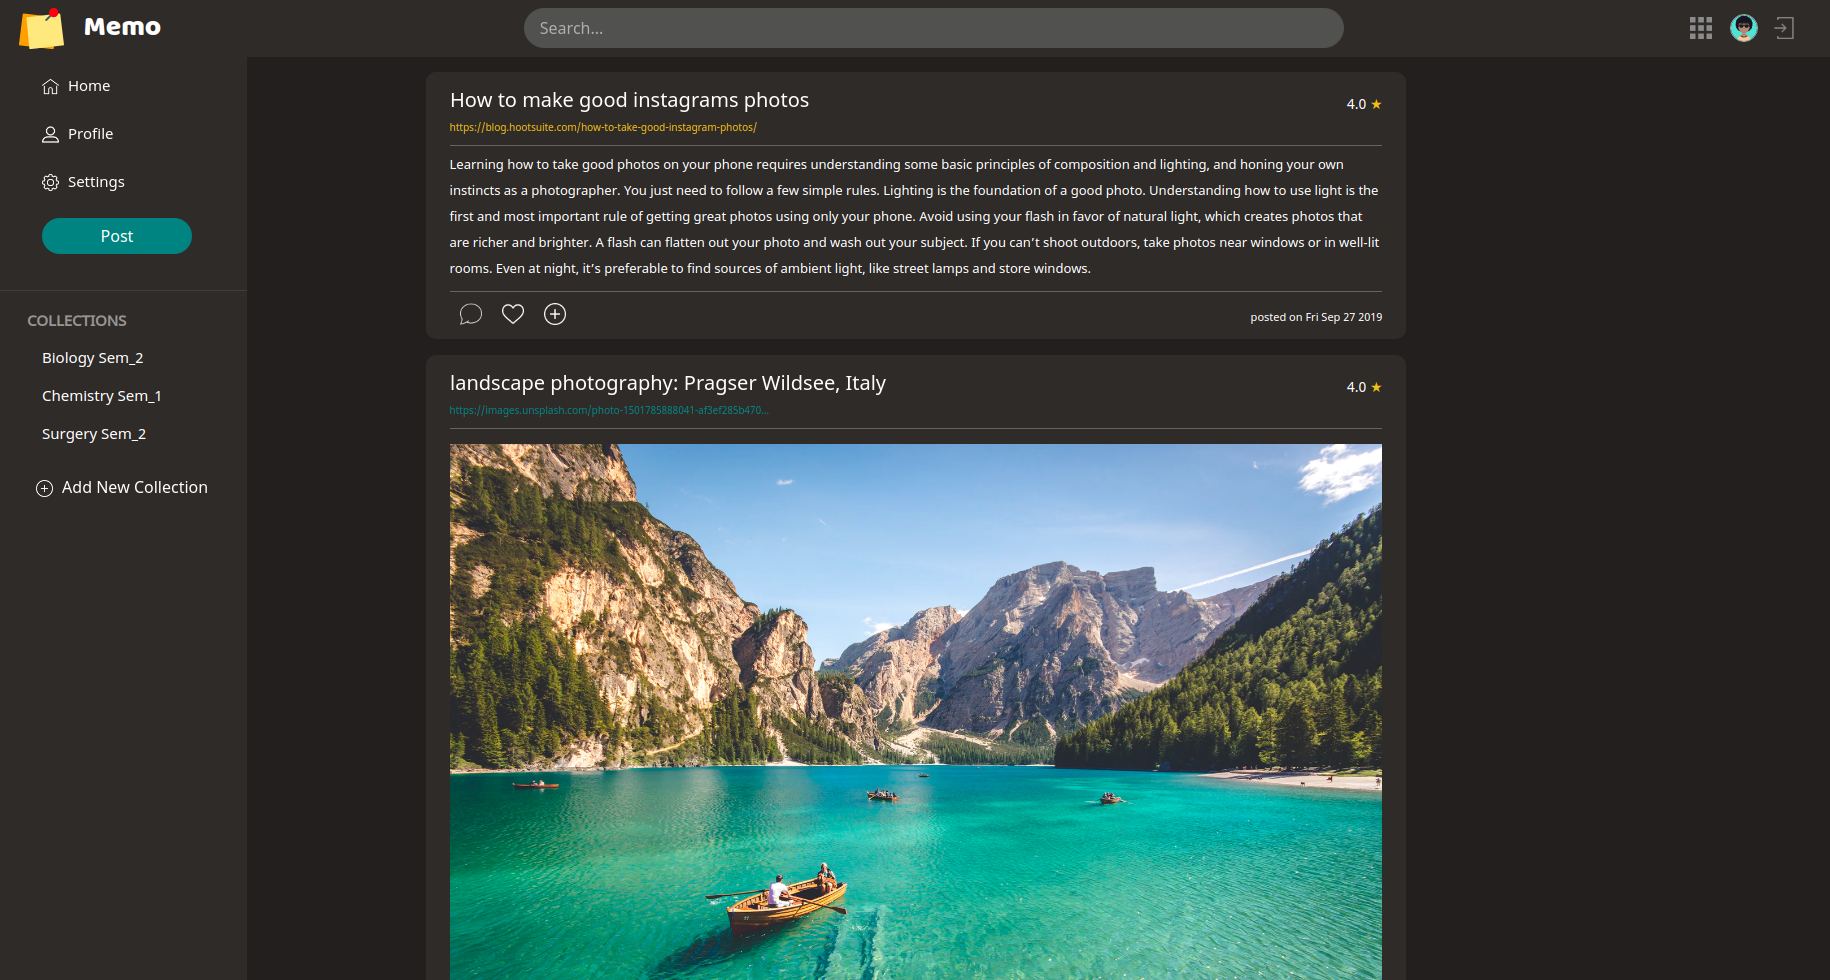 Memo
Search...
Home
Profile
Settings
Post
COLLECTIONS
Biology Sem_2
Chemistry Sem_1
Surgery Sem_2
Add New Collection
How to make good instagrams photos
4.0 ★
https://blog.hootsuite.com/how-to-take-good-instagram-photos/
Learning how to take good photos on your phone requires understanding some basic principles of composition and lighting, and honing your own
instincts as a photographer. You just need to follow a few simple rules. Lighting is the foundation of a good photo. Understanding how to use light is the
first and most important rule of getting great photos using only your phone. Avoid using your flash in favor of natural light, which creates photos that
are richer and brighter. A flash can flatten out your photo and wash out your subject. If you can’t shoot outdoors, take photos near windows or in well-lit
rooms. Even at night, it’s preferable to find sources of ambient light, like street lamps and store windows.
posted on Fri Sep 27 2019
landscape photography: Pragser Wildsee, Italy
4.0 ★
https://images.unsplash.com/photo-1501785888041-af3ef285b470...